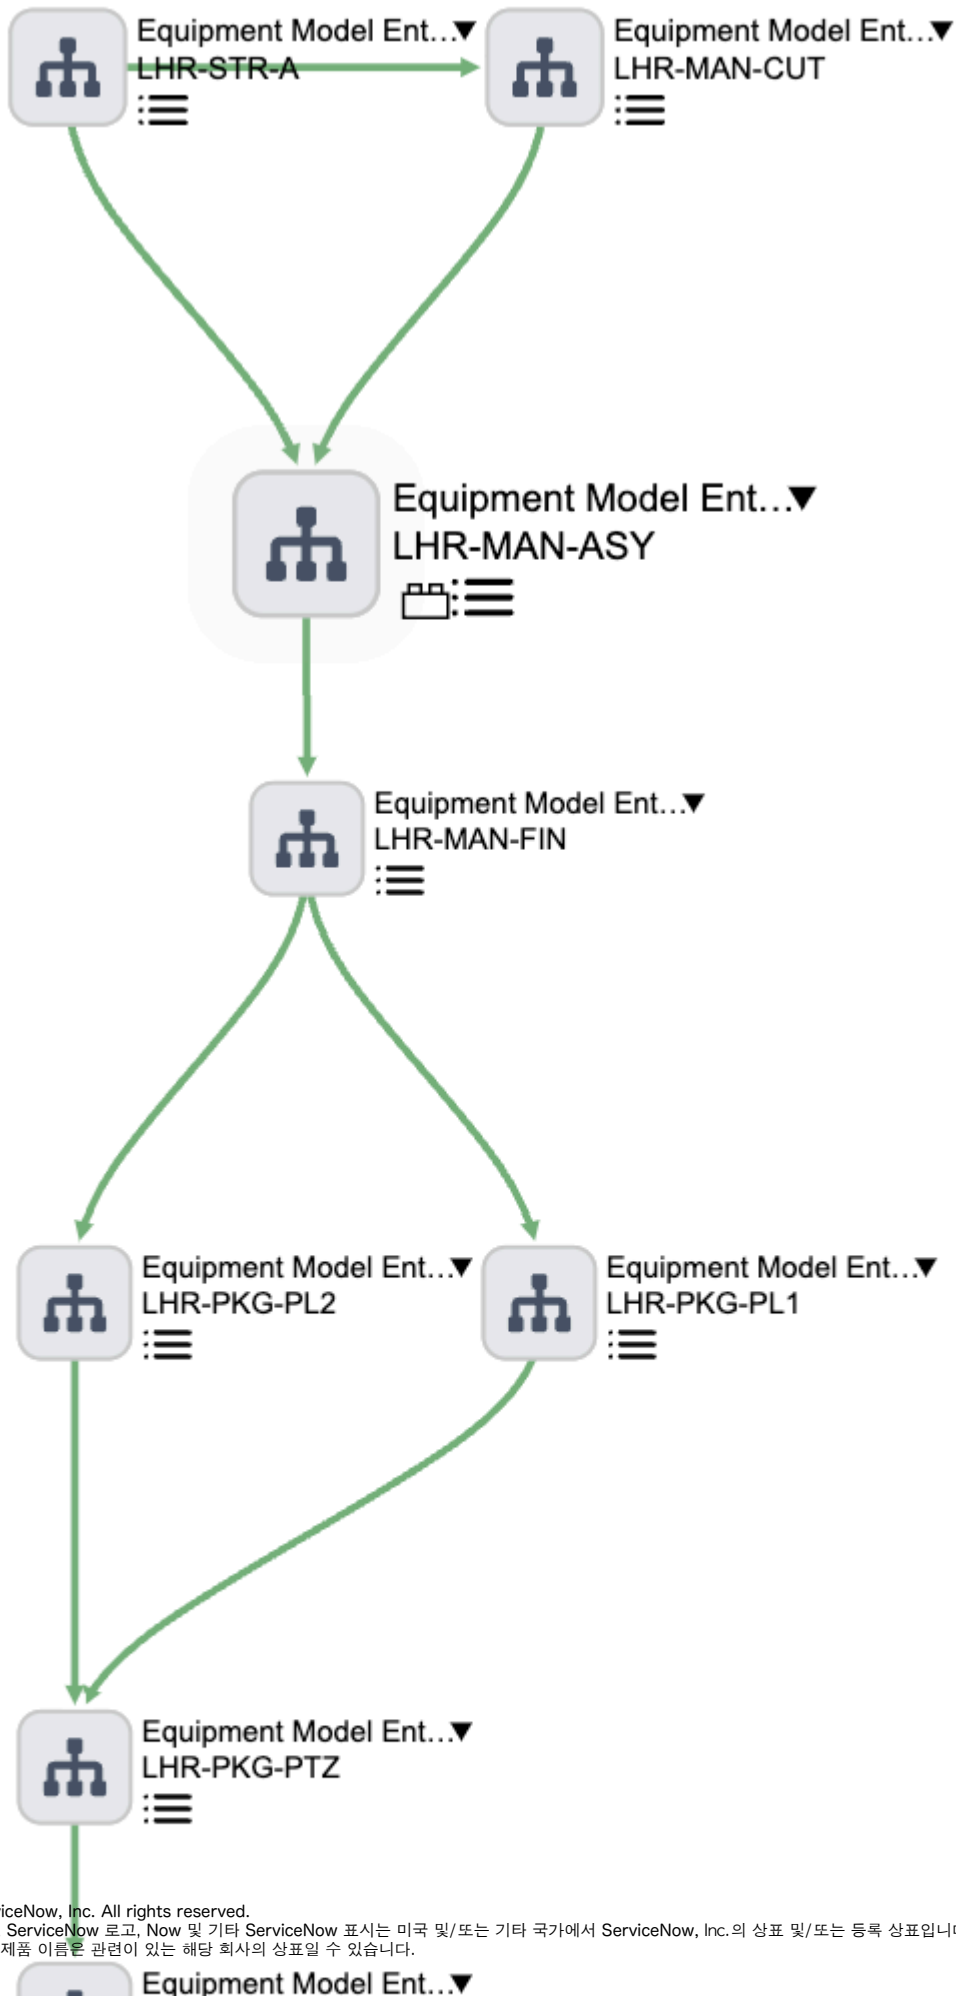 Equipment Model Ent...▼
LHR-STR-A
Equipment Model Ent...▼
LHR-MAN-CUT
Equipment Model Ent...▼
LHR-MAN-ASY
Equipment Model Ent...▼
LHR-MAN-FIN
Equipment Model Ent...▼
LHR-PKG-PL2
Equipment Model Ent...▼
LHR-PKG-PL1
Equipment Model Ent...▼
LHR-PKG-PTZ
iceNow, Inc. All rights reserved.
ServiceNow 로고, Now 및 기타 ServiceNow 표시는 미국 및/또는 기타 국가에서 ServiceNow, Inc.의 상표 및/또는 등록 상표입니
제품 이름은 관련이 있는 해당 회사의 상표일 수 있습니다.
Equipment Model Ent...▼